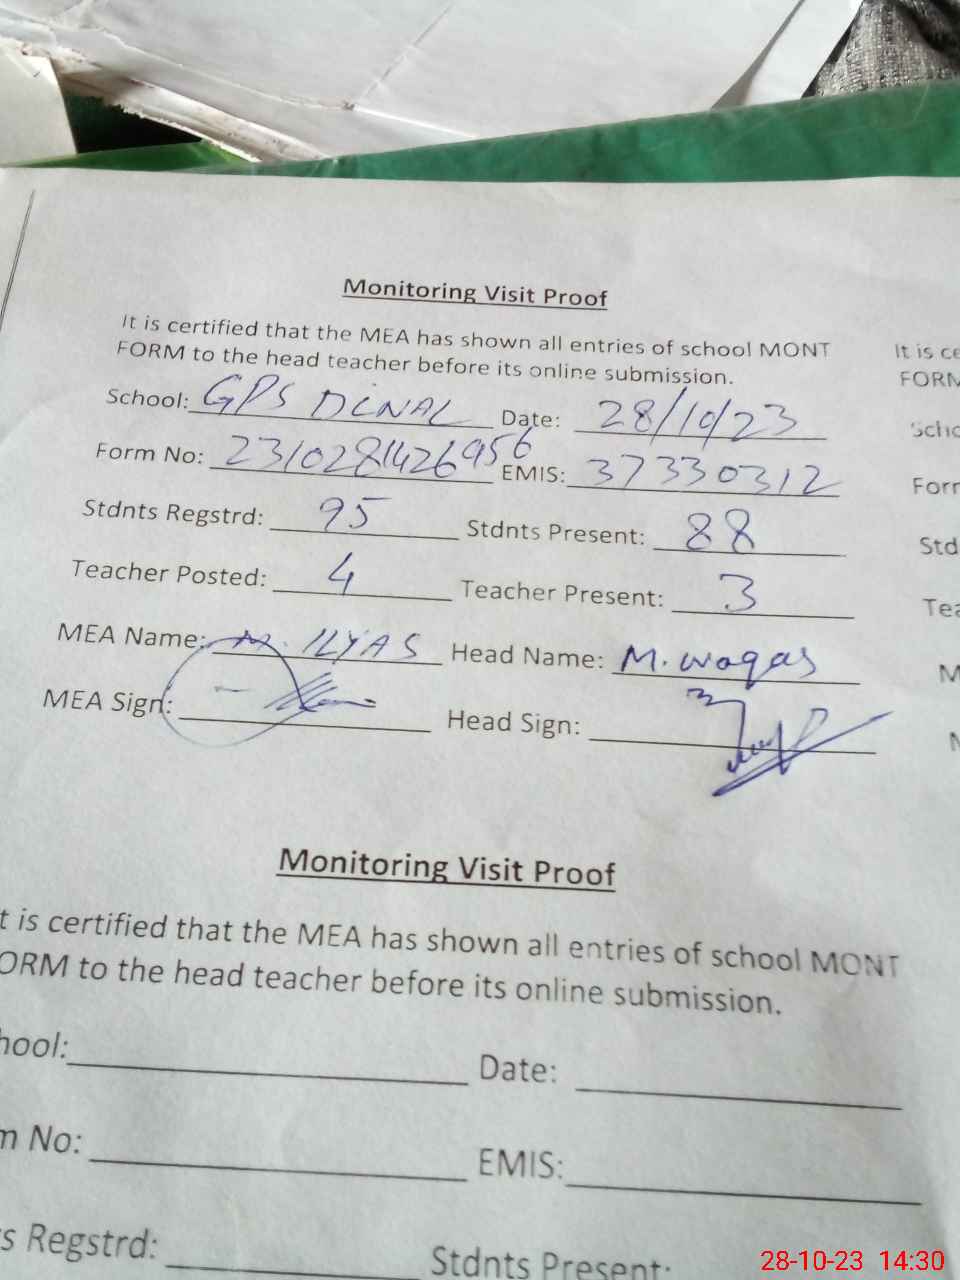 Monitoring Visit Proof
It is certified that the MEA has shown all entries of school MONT
FORM to the head teacher before its online submission.
School: GPS DINAL Date: 28/10/23
Form No: 2310281426956 EMIS: 37330312
Stdnts Regstrd: 95 Stdnts Present: 88
Teacher Posted: 4 Teacher Present: 3
MEA Name: M. ILYAS Head Name: M. waqas
MEA Sign: Head Sign:
It is ce
FORM
Scho
Form
Std
Tea
M
Monitoring Visit Proof
t is certified that the MEA has shown all entries of school MONT
ORM to the head teacher before its online submission.
hool: Date:
m No: EMIS:
s Regstrd: Stdnts Present:
28-10-23 14:30